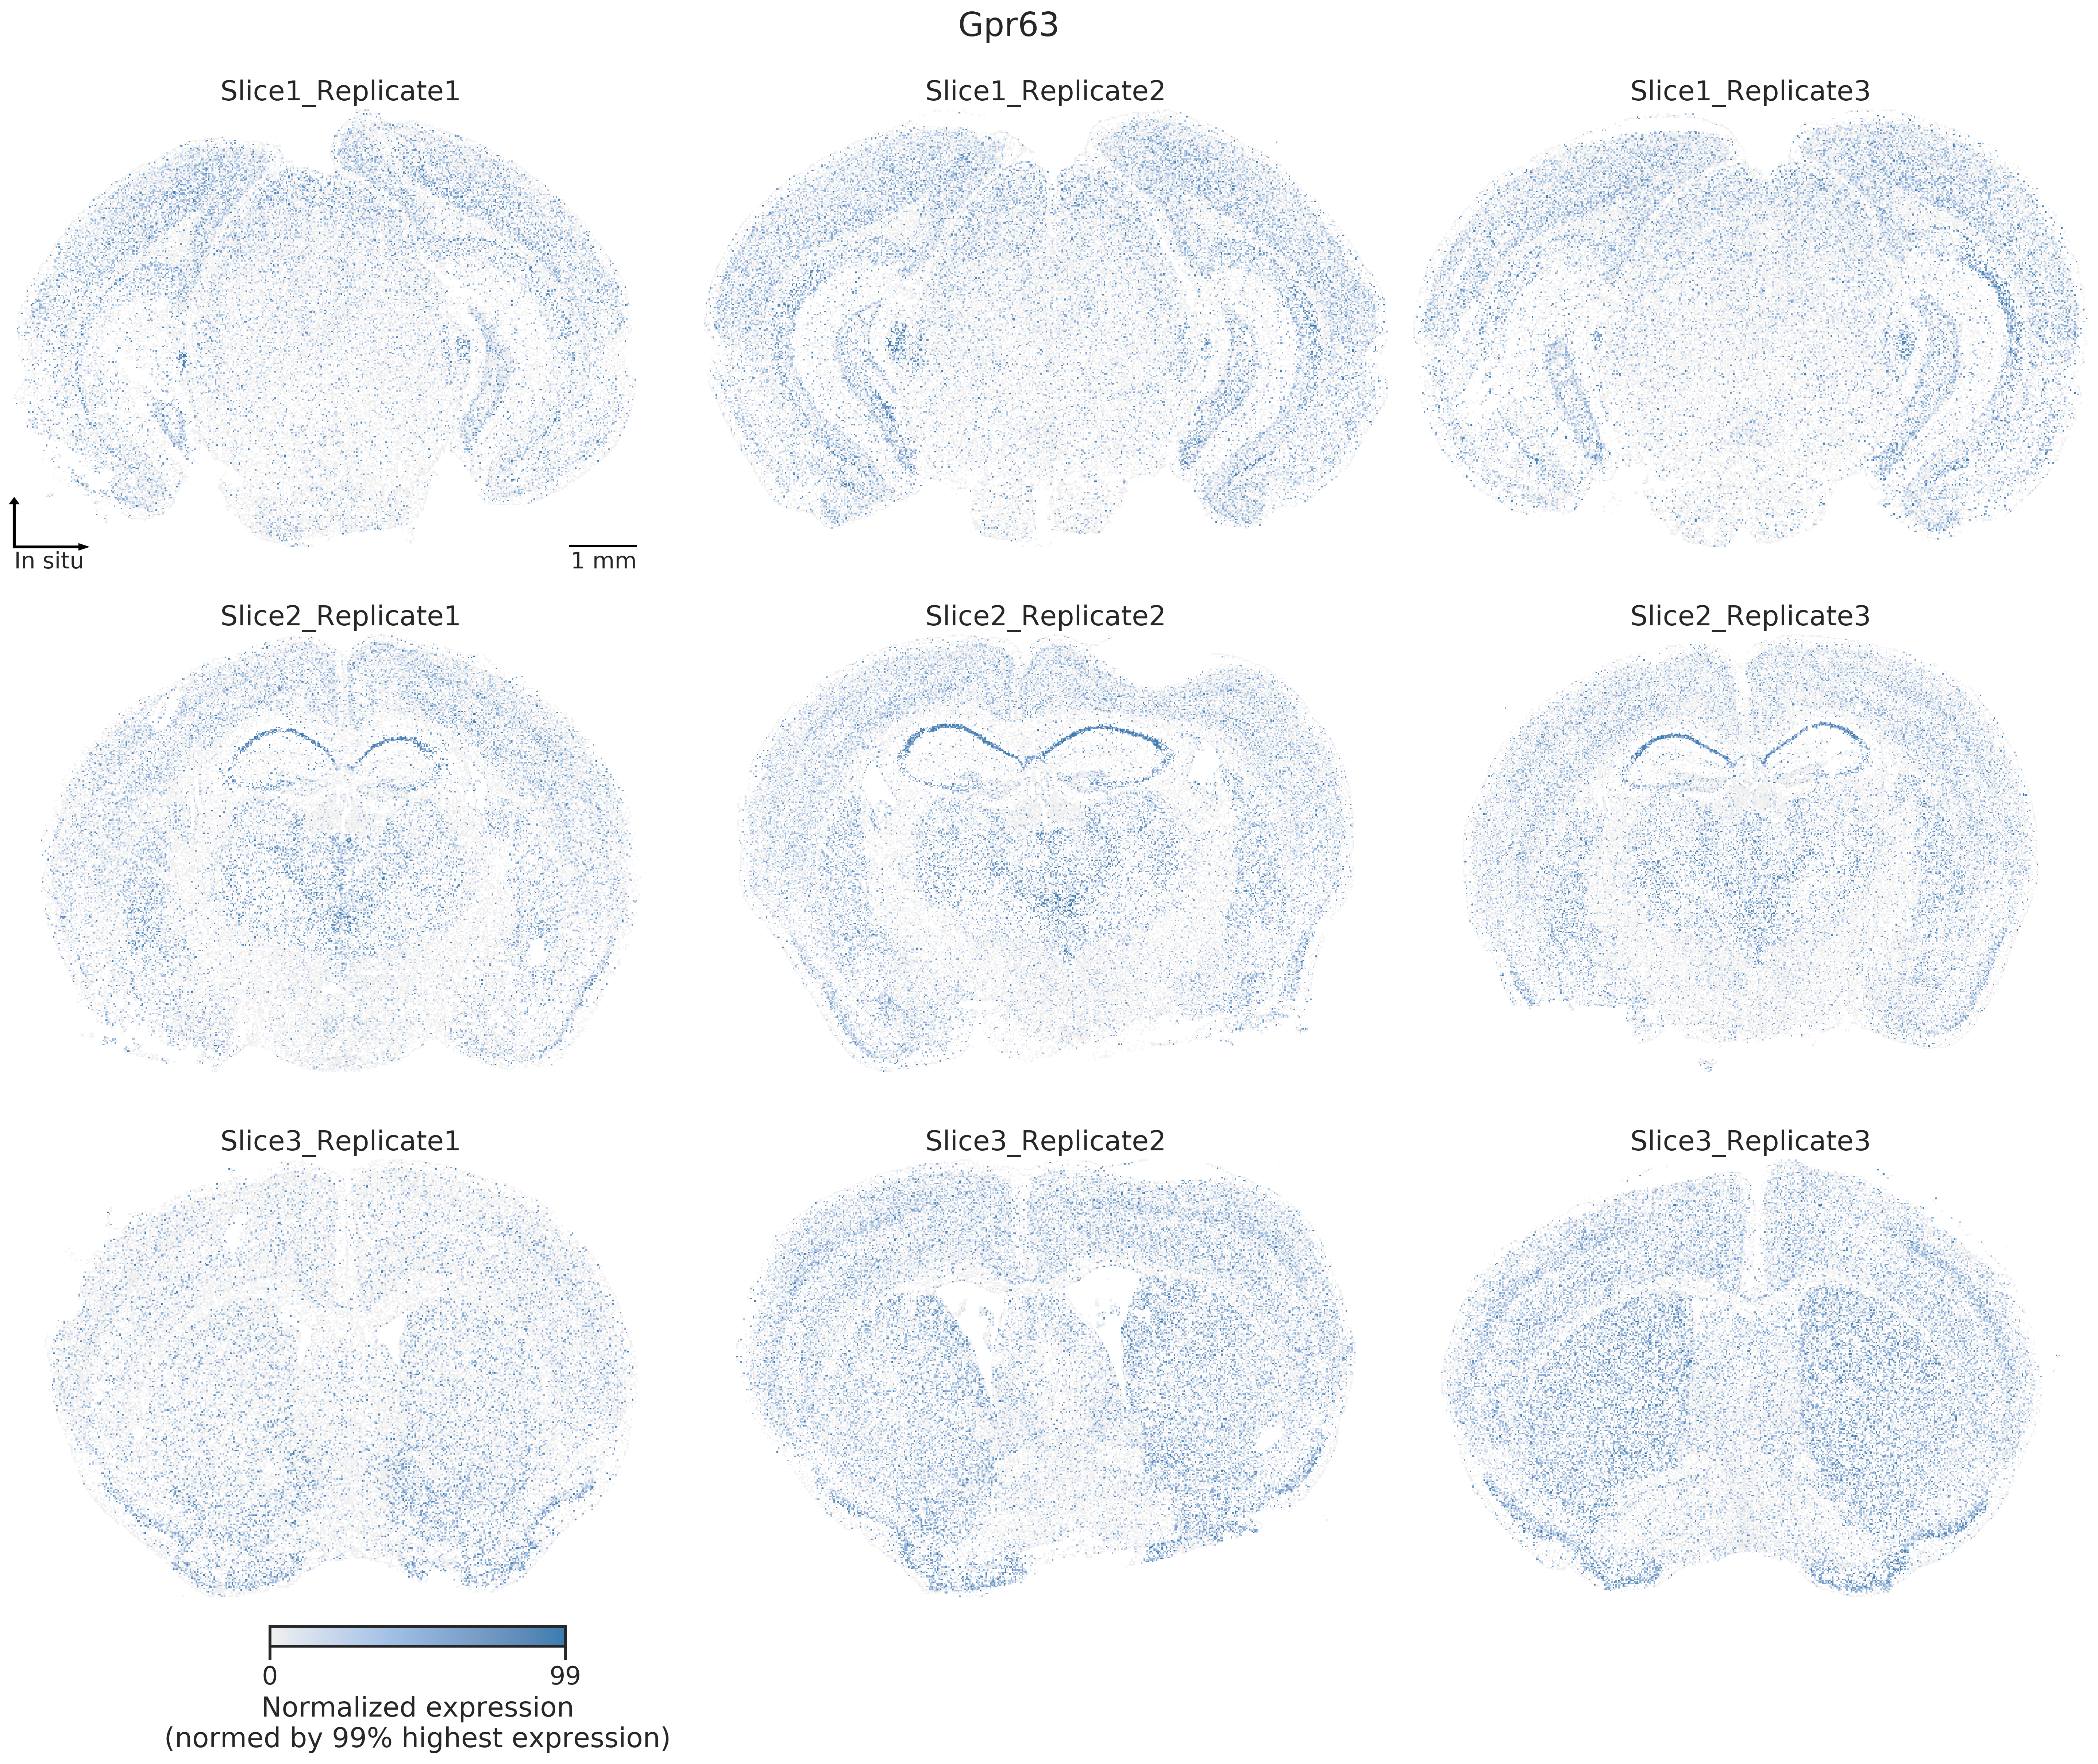 Gpr63
Slice1_Replicate1
Slice1_Replicate2
Slice1_Replicate3
In situ
1 mm
Slice2_Replicate1
Slice2_Replicate2
Slice2_Replicate3
Slice3_Replicate1
Slice3_Replicate2
Slice3_Replicate3
0
99
Normalized expression
(normed by 99% highest expression)